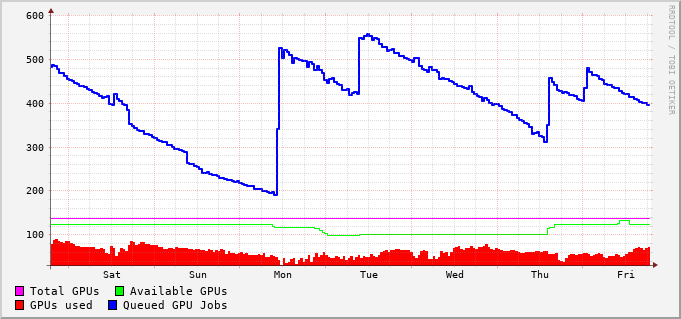 600
500
400
300
200
100
Sat Sun Mon Tue Wed Thu Fri
Total GPUs Available GPUs
GPUs used Queued GPU Jobs
RRDTOOL / TOBI OETIKER